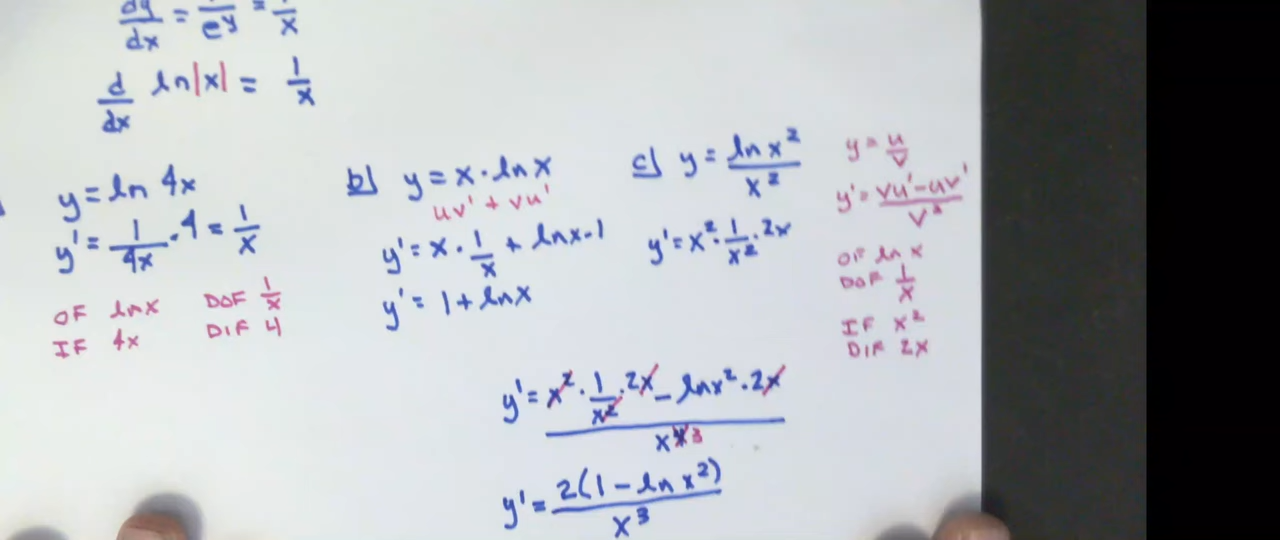 dy/dx = 1/e^y = 1/x
d/dx ln|x| = 1/x
y = ln 4x
y' = 1/4x · 4 = 1/x
OF ln x DOF 1/x
IF 4x DIF 4
b) y = x · ln x
uv' + vu'
y' = x · 1/x + ln x · 1
y' = 1 + ln x
c) y = ln x² / x²
y' = x² · 1/x² · 2x
y = u/v
y' = vu' - uv' / v²
OF ln x
DOF 1/x
IF x²
DIF 2x
y' = x² · 1/x² · 2x - ln x² · 2x / x⁴ 3
y' = 2(1 - ln x²) / x³